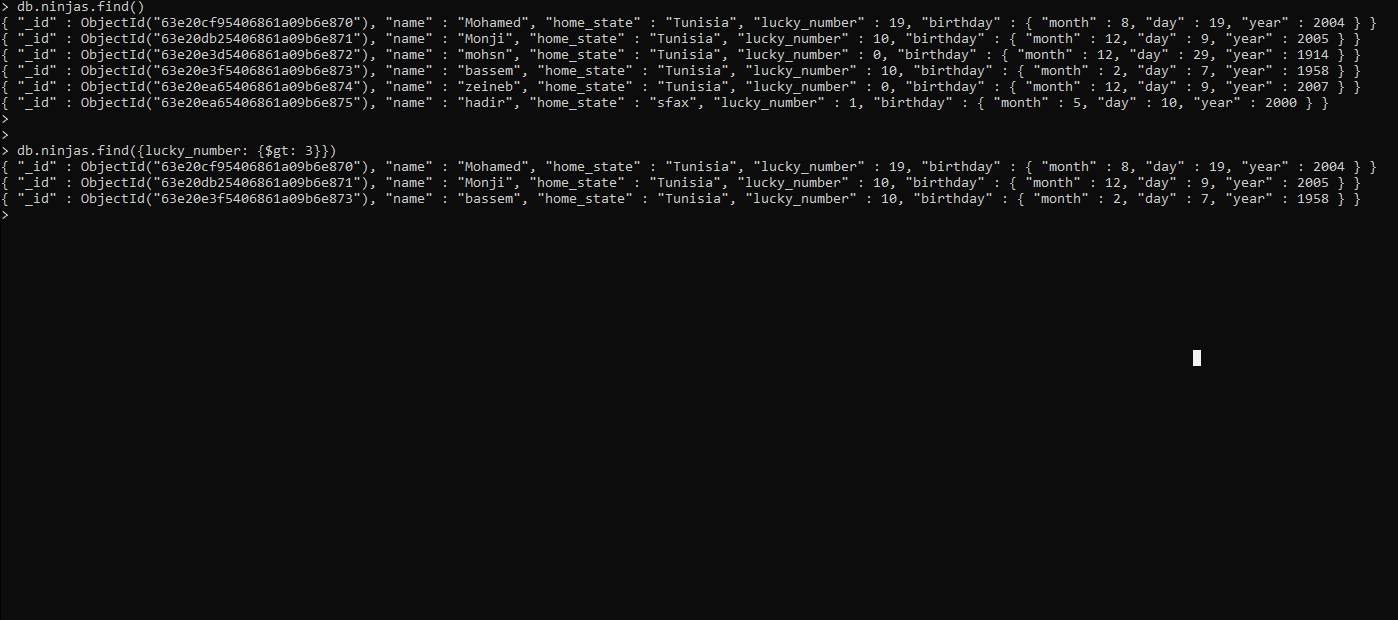 > db.ninjas.find()
{ "_id" : ObjectId("63e20cf95406861a09b6e870"), "name" : "Mohamed", "home_state" : "Tunisia", "lucky_number" : 19, "birthday" : { "month" : 8, "day" : 19, "year" : 2004 } }
{ "_id" : ObjectId("63e20db25406861a09b6e871"), "name" : "Monji", "home_state" : "Tunisia", "lucky_number" : 10, "birthday" : { "month" : 12, "day" : 9, "year" : 2005 } }
{ "_id" : ObjectId("63e20e3d5406861a09b6e872"), "name" : "mohsn", "home_state" : "Tunisia", "lucky_number" : 0, "birthday" : { "month" : 12, "day" : 29, "year" : 1914 } }
{ "_id" : ObjectId("63e20e3f5406861a09b6e873"), "name" : "bassem", "home_state" : "Tunisia", "lucky_number" : 10, "birthday" : { "month" : 2, "day" : 7, "year" : 1958 } }
{ "_id" : ObjectId("63e20ea65406861a09b6e874"), "name" : "zeineb", "home_state" : "Tunisia", "lucky_number" : 0, "birthday" : { "month" : 12, "day" : 9, "year" : 2007 } }
{ "_id" : ObjectId("63e20ea65406861a09b6e875"), "name" : "hadir", "home_state" : "sfax", "lucky_number" : 1, "birthday" : { "month" : 5, "day" : 10, "year" : 2000 } }
>
>
> db.ninjas.find({lucky_number: {$gt: 3}})
{ "_id" : ObjectId("63e20cf95406861a09b6e870"), "name" : "Mohamed", "home_state" : "Tunisia", "lucky_number" : 19, "birthday" : { "month" : 8, "day" : 19, "year" : 2004 } }
{ "_id" : ObjectId("63e20db25406861a09b6e871"), "name" : "Monji", "home_state" : "Tunisia", "lucky_number" : 10, "birthday" : { "month" : 12, "day" : 9, "year" : 2005 } }
{ "_id" : ObjectId("63e20e3f5406861a09b6e873"), "name" : "bassem", "home_state" : "Tunisia", "lucky_number" : 10, "birthday" : { "month" : 2, "day" : 7, "year" : 1958 } }
>